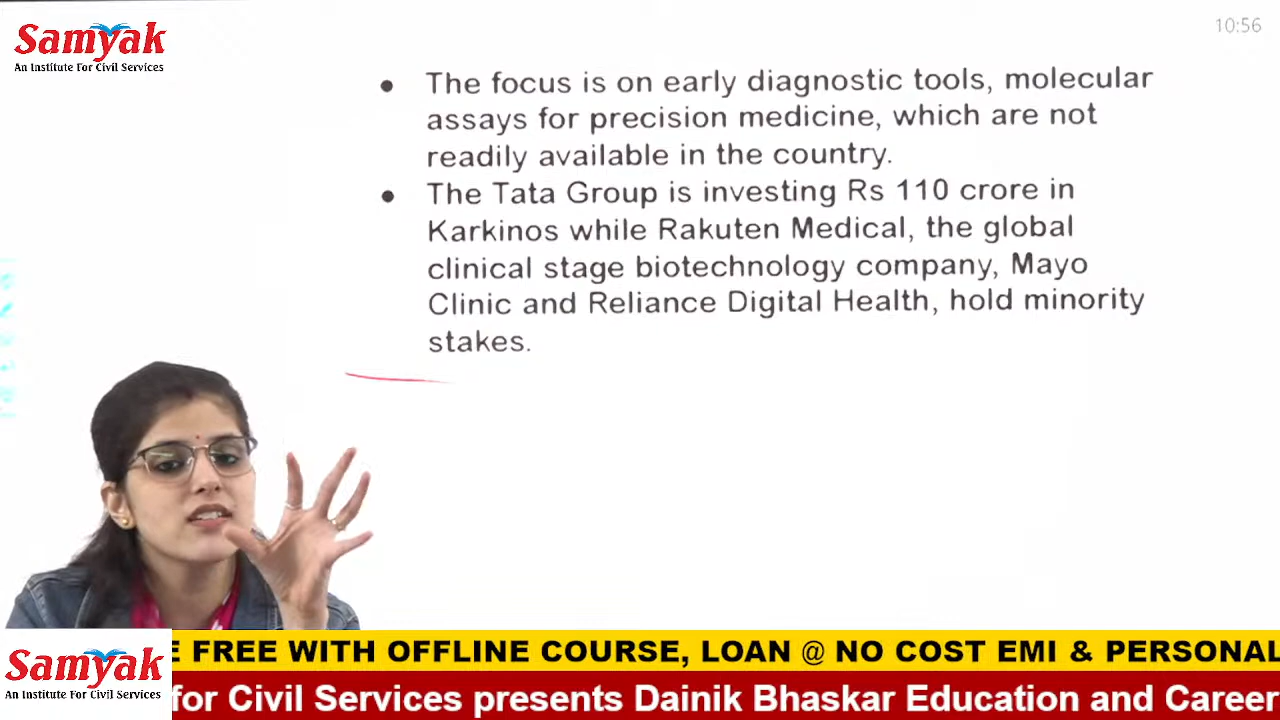 Samyak
An Institute For Civil Services
10:56
• The focus is on early diagnostic tools, molecular
assays for precision medicine, which are not
readily available in the country.
• The Tata Group is investing Rs 110 crore in
Karkinos while Rakuten Medical, the global
clinical stage biotechnology company, Mayo
Clinic and Reliance Digital Health, hold minority
stakes.
Samyak
An Institute For Civil Services
E FREE WITH OFFLINE COURSE, LOAN @ NO COST EMI & PERSONAL
for Civil Services presents Dainik Bhaskar Education and Career